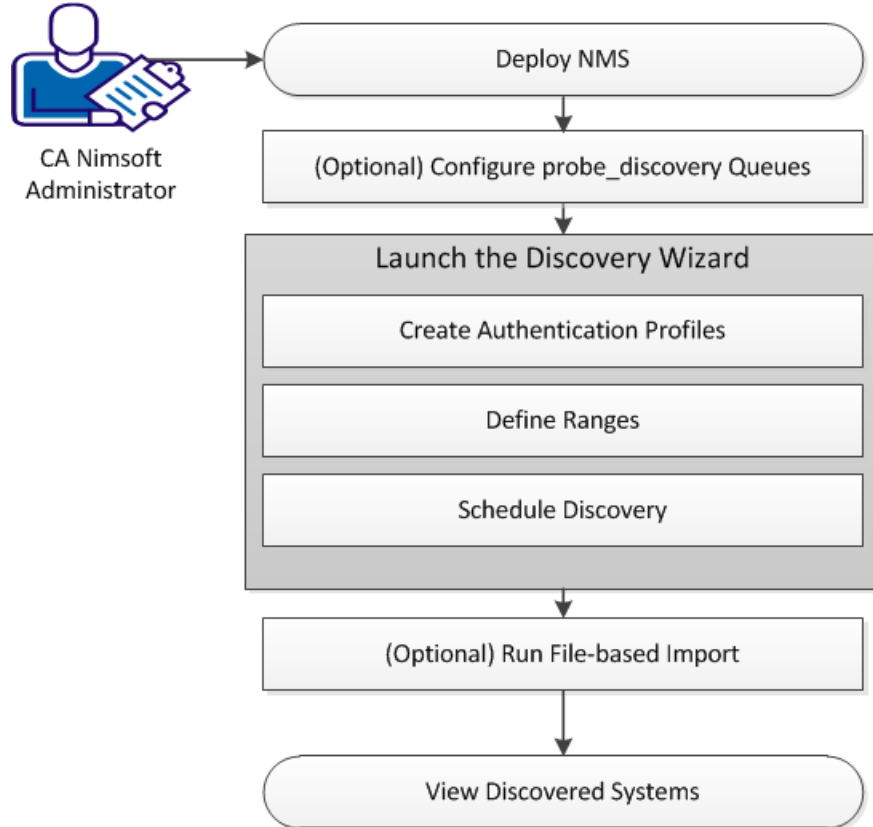 Deploy NMS
CA Nimsoft
Administrator
(Optional) Configure probe_discovery Queues
Launch the Discovery Wizard
Create Authentication Profiles
Define Ranges
Schedule Discovery
(Optional) Run File-based Import
View Discovered Systems